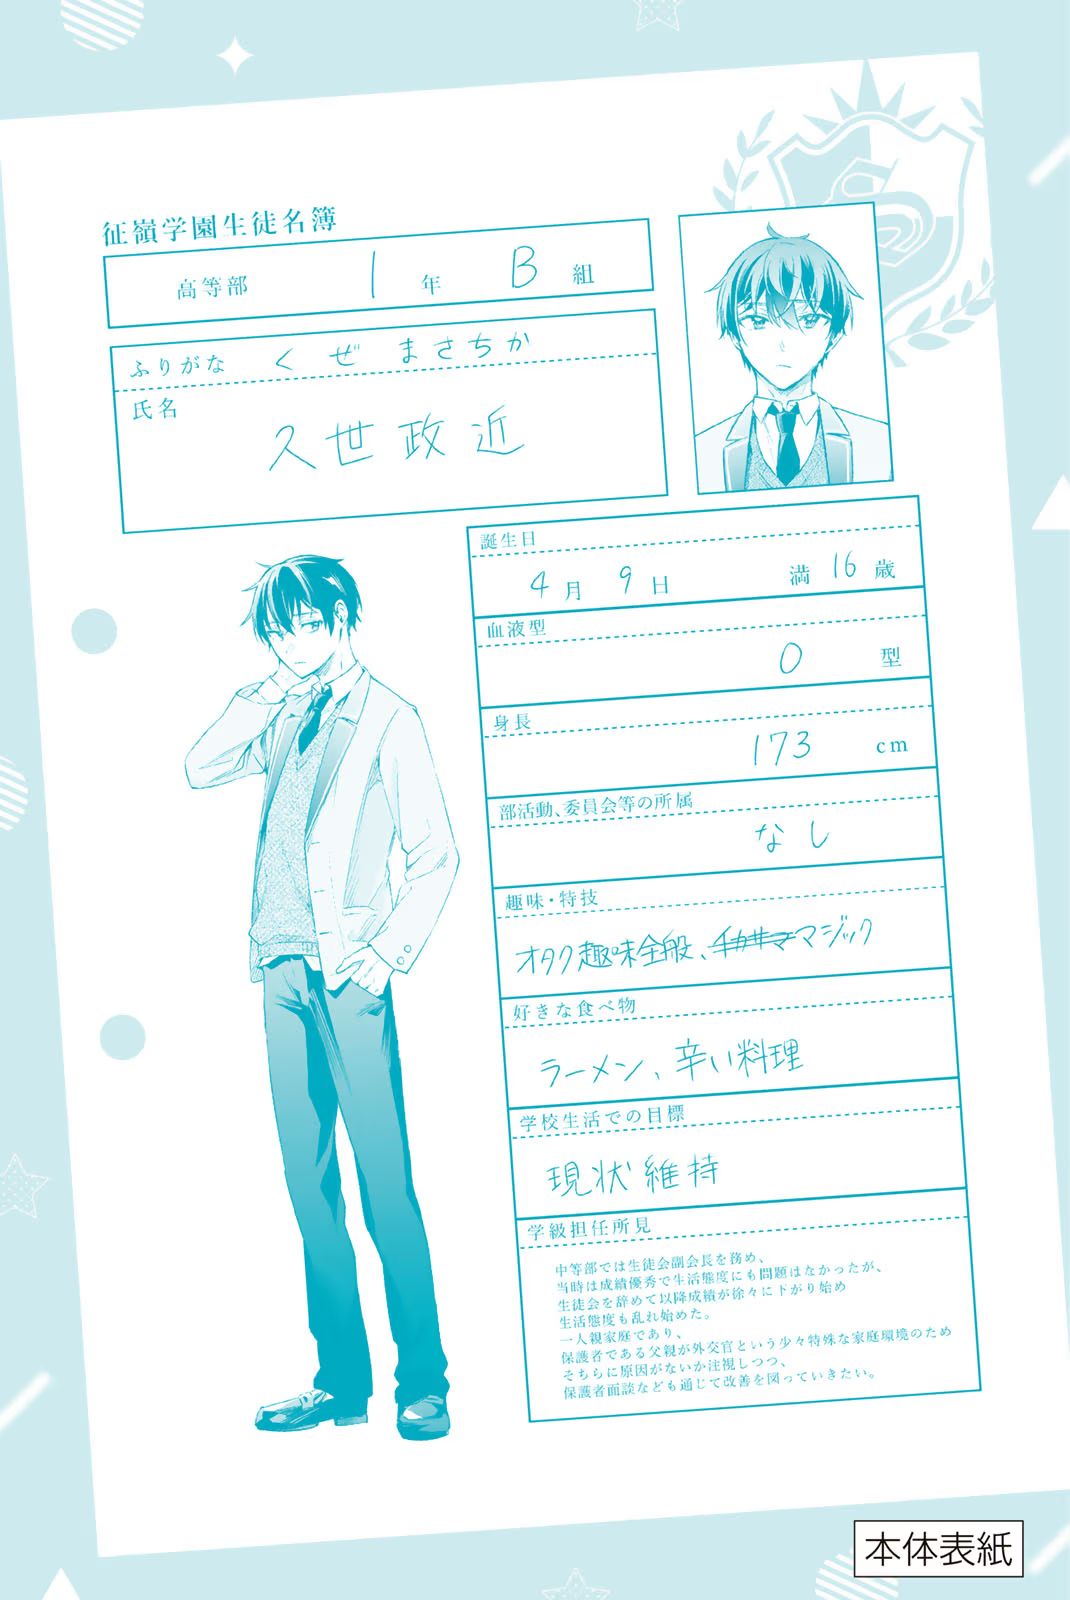 征嶺学園生徒名簿
高等部 1 年 B 組
ふりがな くぜ まさちか
氏名
久世政近
誕生日
4月 9日 満16歳
血液型
O 型
身長
173 cm
部活動、委員会等の所属
なし
趣味・特技
オタク趣味全般、マジック
好きな食べ物
ラーメン、辛い料理
学校生活での目標
現状維持
学級担任所見
中等部では生徒会副会長を務め、
当時は成績優秀で生活態度にも問題はなかったが、
生徒会を辞めて以降成績が徐々に下がり始め
生活態度も乱れ始めた。
一人親家庭であり、
保護者である父親が外交官という少々特殊な家庭環境のため
そちらに原因がないか注視しつつ、
保護者面談なども通じて改善を図っていきたい。
本体表紙